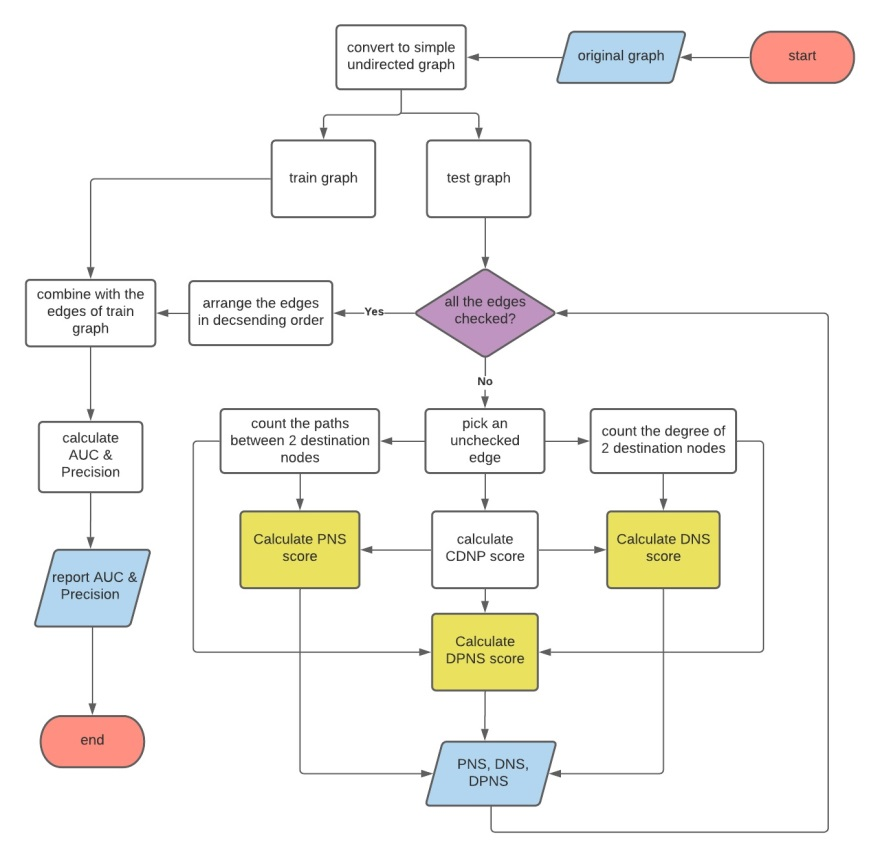 start
original graph
convert to simple
undirected graph
train graph
test graph
all the edges
checked?
Yes
arrange the edges
in decsending order
combine with the
edges of train
graph
calculate
AUC &
Precision
report AUC &
Precision
end
No
pick an
unchecked
edge
count the paths
between 2 destination
nodes
count the degree of
2 destination nodes
Calculate PNS
score
calculate
CDNP score
Calculate DNS
score
Calculate
DPNS score
PNS, DNS,
DPNS